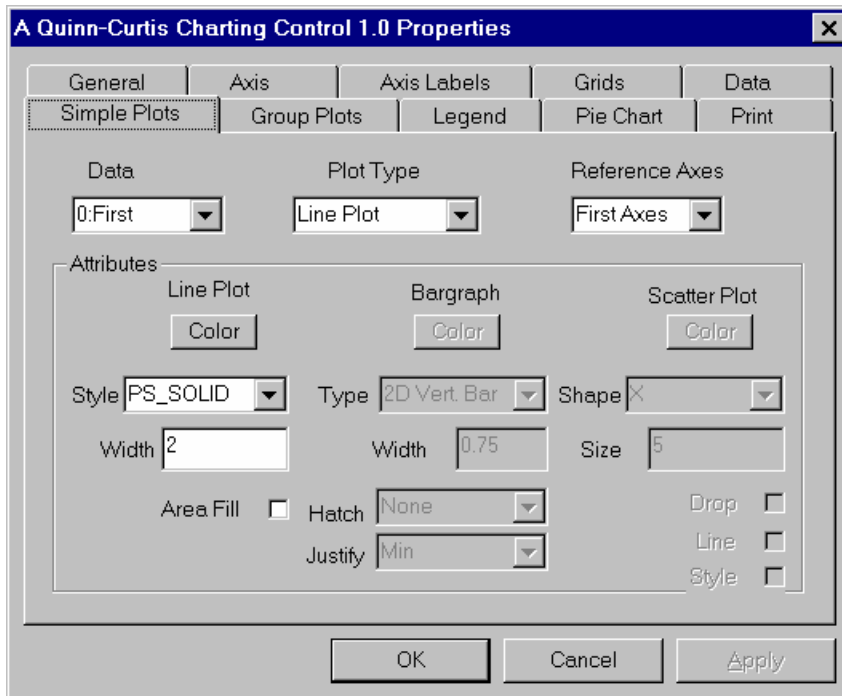 A Quinn-Curtis Charting Control 1.0 Properties
General Axis Axis Labels Grids Data
Simple Plots Group Plots Legend Pie Chart Print
Data Plot Type Reference Axes
0:First Line Plot First Axes
Attributes
Line Plot Bargraph Scatter Plot
Color Color Color
Style PS_SOLID Type 2D Vert. Bar Shape X
Width 2 Width 0.75 Size 5
Area Fill Hatch None Drop
Justify Min Line
Style
OK Cancel Apply